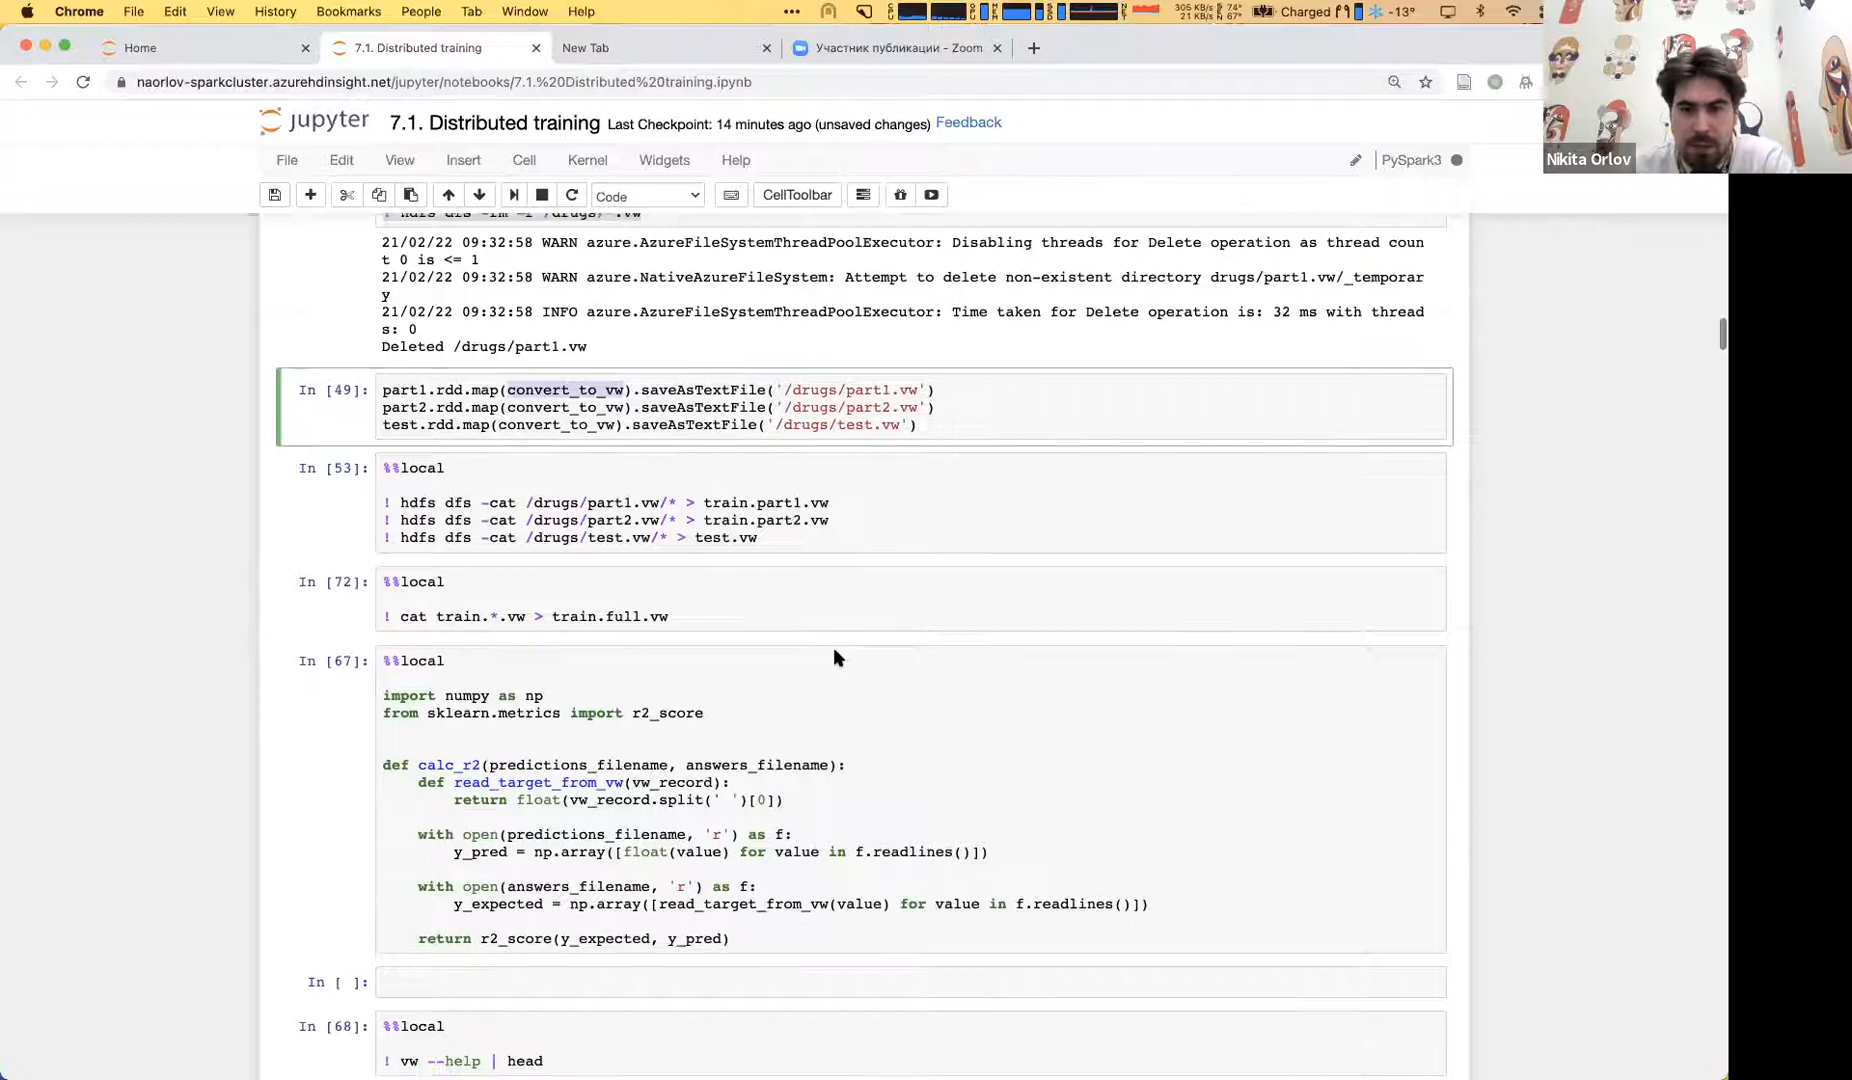 Chrome File Edit View History Bookmarks People Tab Window Help
305 KB/s 74°
21 KB/s 67°
Charged -13°
Home
7.1. Distributed training
New Tab
Участник публикации - Zoom
naorlov-sparkcluster.azurehdinsight.net/jupyter/notebooks/7.1.%20Distributed%20training.ipynb
jupyter 7.1. Distributed training Last Checkpoint: 14 minutes ago (unsaved changes) Feedback
Nikita Orlov
File Edit View Insert Cell Kernel Widgets Help PySpark3
Code CellToolbar
! hdfs dfs -rm -r /drugs/*.vw
21/02/22 09:32:58 WARN azure.AzureFileSystemThreadPoolExecutor: Disabling threads for Delete operation as thread coun
t 0 is <= 1
21/02/22 09:32:58 WARN azure.NativeAzureFileSystem: Attempt to delete non-existent directory drugs/part1.vw/_temporar
y
21/02/22 09:32:58 INFO azure.AzureFileSystemThreadPoolExecutor: Time taken for Delete operation is: 32 ms with thread
s: 0
Deleted /drugs/part1.vw
In [49]: part1.rdd.map(convert_to_vw).saveAsTextFile('/drugs/part1.vw')
part2.rdd.map(convert_to_vw).saveAsTextFile('/drugs/part2.vw')
test.rdd.map(convert_to_vw).saveAsTextFile('/drugs/test.vw')
In [53]: %%local
! hdfs dfs -cat /drugs/part1.vw/* > train.part1.vw
! hdfs dfs -cat /drugs/part2.vw/* > train.part2.vw
! hdfs dfs -cat /drugs/test.vw/* > test.vw
In [72]: %%local
! cat train.*.vw > train.full.vw
In [67]: %%local
import numpy as np
from sklearn.metrics import r2_score
def calc_r2(predictions_filename, answers_filename):
def read_target_from_vw(vw_record):
return float(vw_record.split(' ')[0])
with open(predictions_filename, 'r') as f:
y_pred = np.array([float(value) for value in f.readlines()])
with open(answers_filename, 'r') as f:
y_expected = np.array([read_target_from_vw(value) for value in f.readlines()])
return r2_score(y_expected, y_pred)
In [ ]:
In [68]: %%local
! vw --help | head